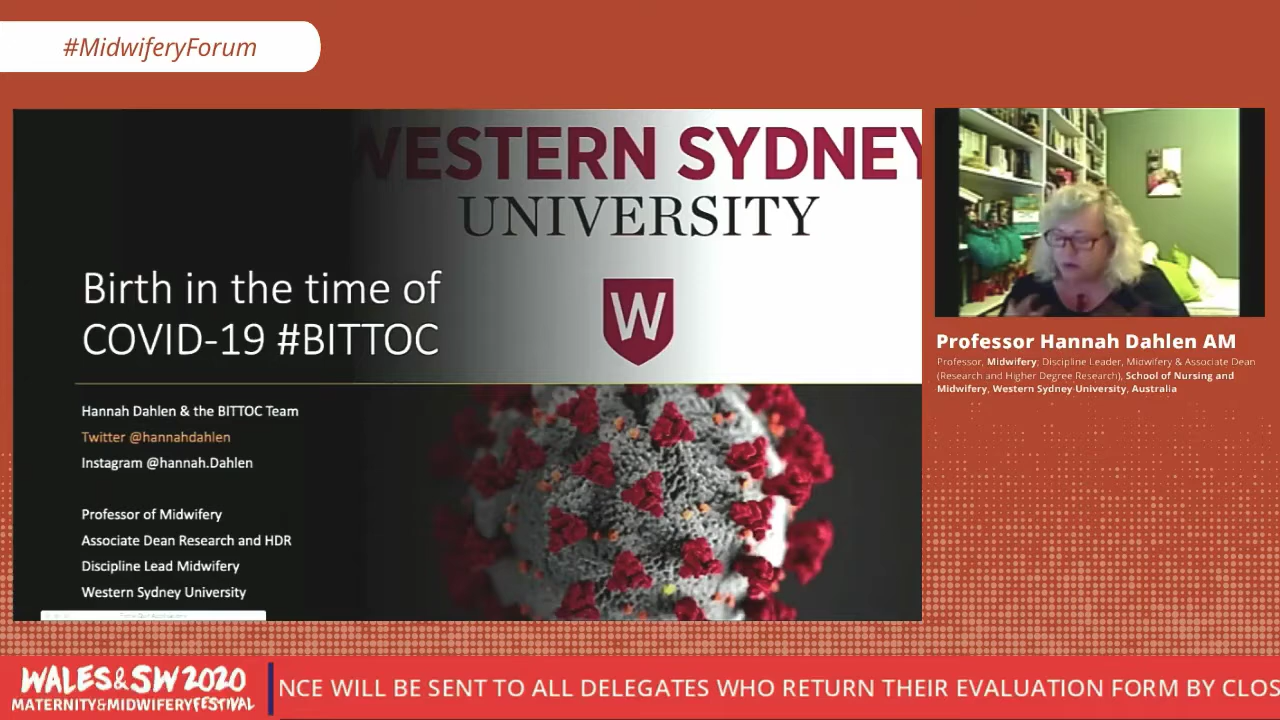 #MidwiferyForum
WESTERN SYDNEY
UNIVERSITY
W
Birth in the time of
COVID-19 #BITTOC
Hannah Dahlen & the BITTOC Team
Twitter @hannahdahlen
Instagram @hannah.Dahlen
Professor of Midwifery
Associate Dean Research and HDR
Discipline Lead Midwifery
Western Sydney University
Professor Hannah Dahlen AM
Professor, Midwifery; Discipline Leader, Midwifery & Associate Dean
(Research and Higher Degree Research), School of Nursing and
Midwifery, Western Sydney University, Australia
WALES&SW2020
MATERNITY&MIDWIFERYFESTIVAL
NCE WILL BE SENT TO ALL DELEGATES WHO RETURN THEIR EVALUATION FORM BY CLOS